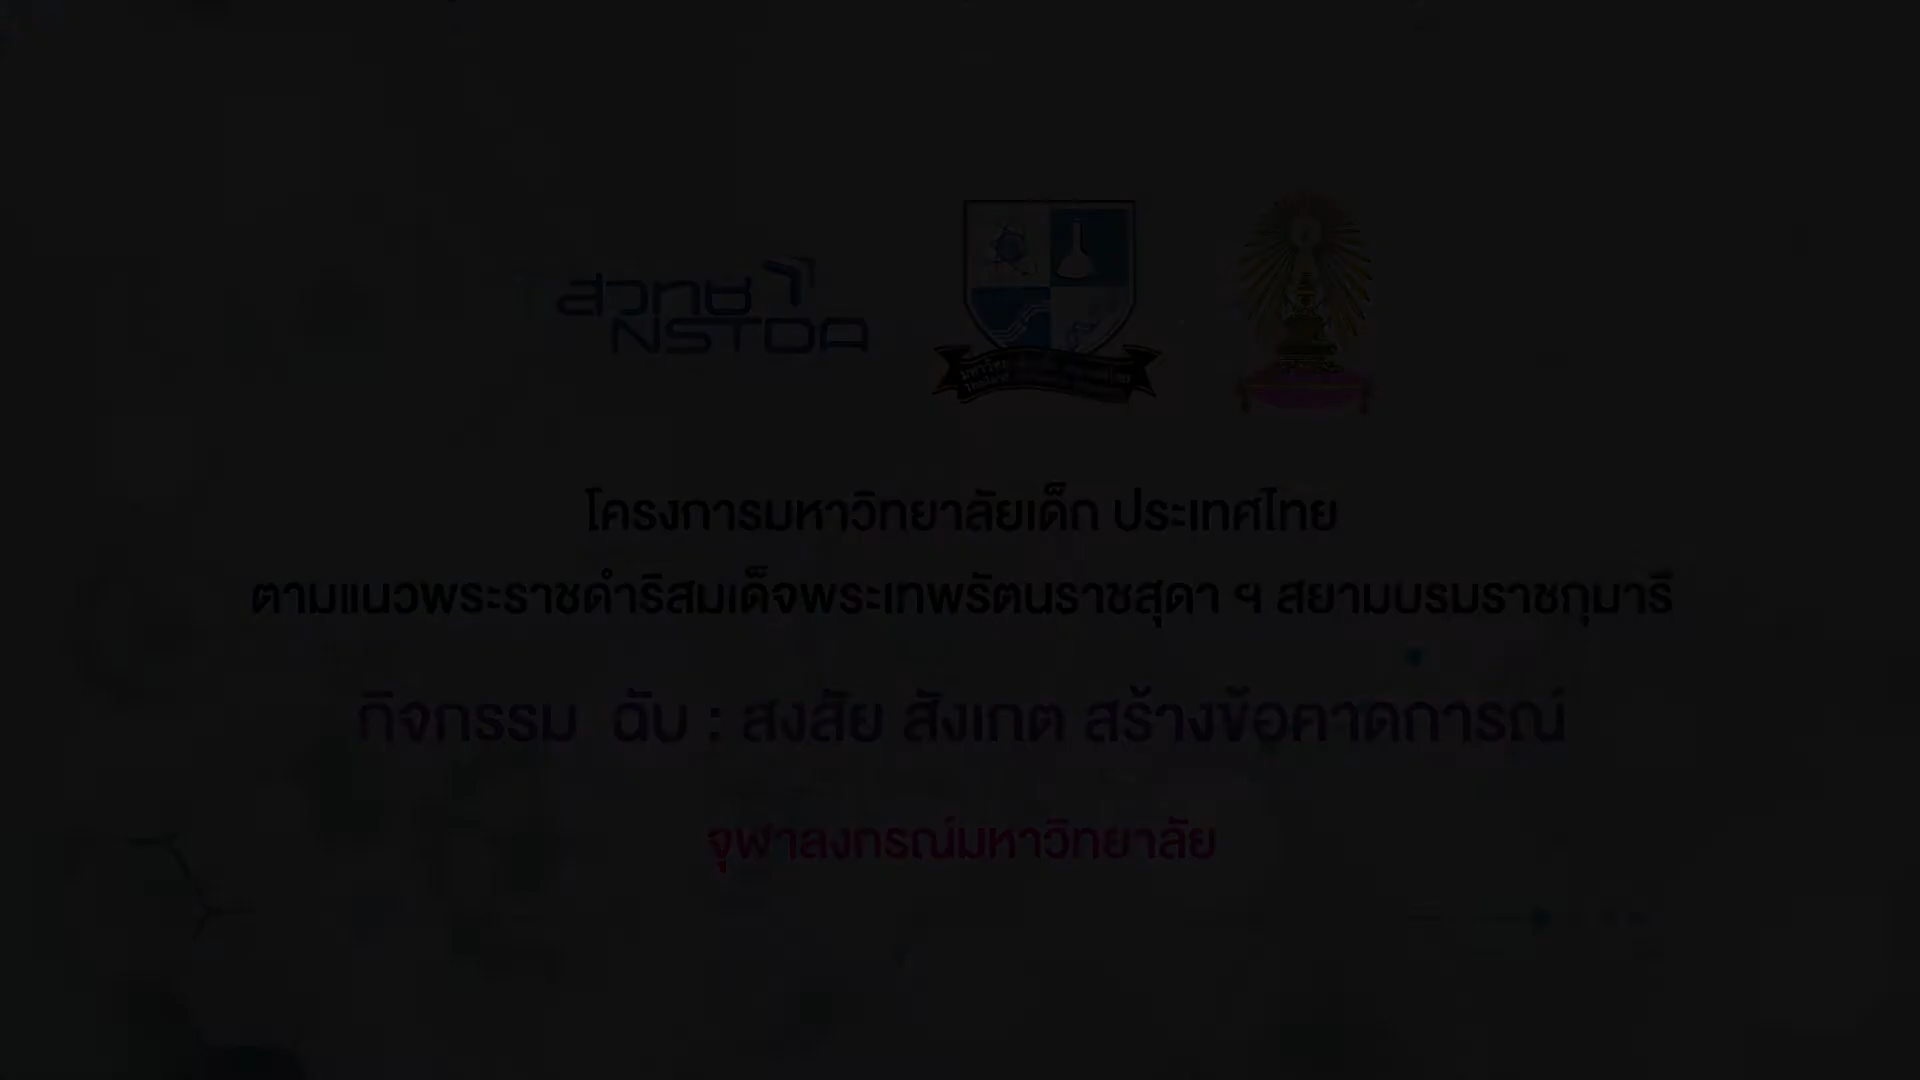 สวทช
NSTDA
โครงการมหาวิทยาลัยเด็ก ประเทศไทย
ตามแนวพระราชดำริสมเด็จพระเทพรัตนราชสุดา ฯ สยามบรมราชกุมารี
กิจกรรม ฉับ : สงสัย สังเกต สร้างข้อคาดการณ์
จุฬาลงกรณ์มหาวิทยาลัย